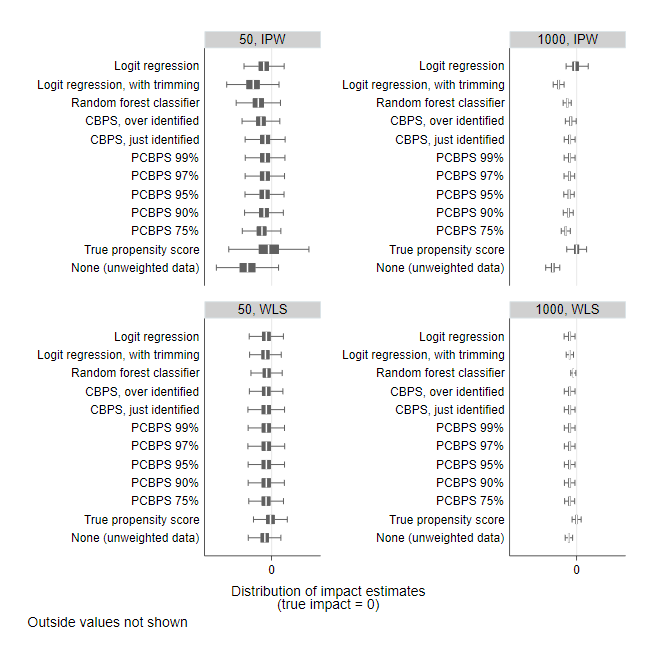 50, IPW
Logit regression
Logit regression, with trimming
Random forest classifier
CBPS, over identified
CBPS, just identified
PCBPS 99%
PCBPS 97%
PCBPS 95%
PCBPS 90%
PCBPS 75%
True propensity score
None (unweighted data)
1000, IPW
Logit regression
Logit regression, with trimming
Random forest classifier
CBPS, over identified
CBPS, just identified
PCBPS 99%
PCBPS 97%
PCBPS 95%
PCBPS 90%
PCBPS 75%
True propensity score
None (unweighted data)
50, WLS
Logit regression
Logit regression, with trimming
Random forest classifier
CBPS, over identified
CBPS, just identified
PCBPS 99%
PCBPS 97%
PCBPS 95%
PCBPS 90%
PCBPS 75%
True propensity score
None (unweighted data)
0
1000, WLS
Logit regression
Logit regression, with trimming
Random forest classifier
CBPS, over identified
CBPS, just identified
PCBPS 99%
PCBPS 97%
PCBPS 95%
PCBPS 90%
PCBPS 75%
True propensity score
None (unweighted data)
0
Distribution of impact estimates
(true impact = 0)
Outside values not shown